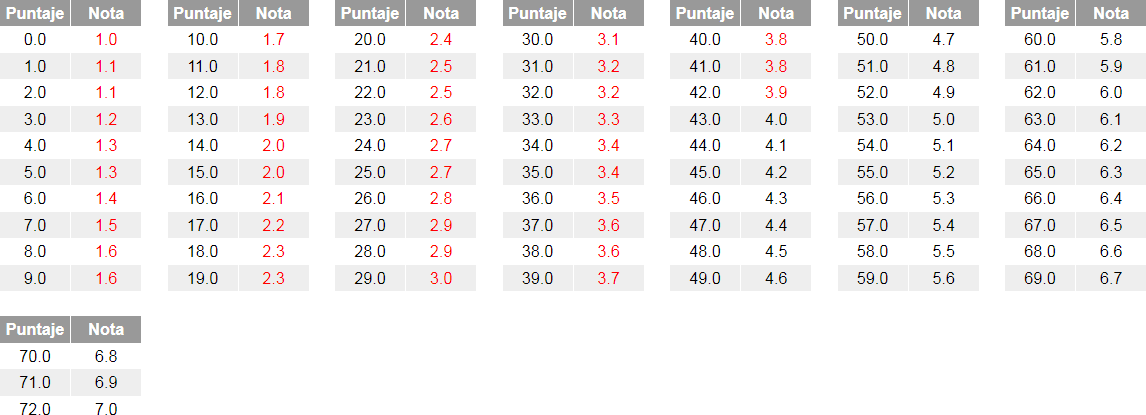 Puntaje Nota Puntaje Nota Puntaje Nota Puntaje Nota Puntaje Nota Puntaje Nota Puntaje Nota
0.0 1.0 10.0 1.7 20.0 2.4 30.0 3.1 40.0 3.8 50.0 4.7 60.0 5.8
1.0 1.1 11.0 1.8 21.0 2.5 31.0 3.2 41.0 3.8 51.0 4.8 61.0 5.9
2.0 1.1 12.0 1.8 22.0 2.5 32.0 3.2 42.0 3.9 52.0 4.9 62.0 6.0
3.0 1.2 13.0 1.9 23.0 2.6 33.0 3.3 43.0 4.0 53.0 5.0 63.0 6.1
4.0 1.3 14.0 2.0 24.0 2.7 34.0 3.4 44.0 4.1 54.0 5.1 64.0 6.2
5.0 1.3 15.0 2.0 25.0 2.7 35.0 3.4 45.0 4.2 55.0 5.2 65.0 6.3
6.0 1.4 16.0 2.1 26.0 2.8 36.0 3.5 46.0 4.3 56.0 5.3 66.0 6.4
7.0 1.5 17.0 2.2 27.0 2.9 37.0 3.6 47.0 4.4 57.0 5.4 67.0 6.5
8.0 1.6 18.0 2.3 28.0 2.9 38.0 3.6 48.0 4.5 58.0 5.5 68.0 6.6
9.0 1.6 19.0 2.3 29.0 3.0 39.0 3.7 49.0 4.6 59.0 5.6 69.0 6.7
Puntaje Nota
70.0 6.8
71.0 6.9
72.0 7.0